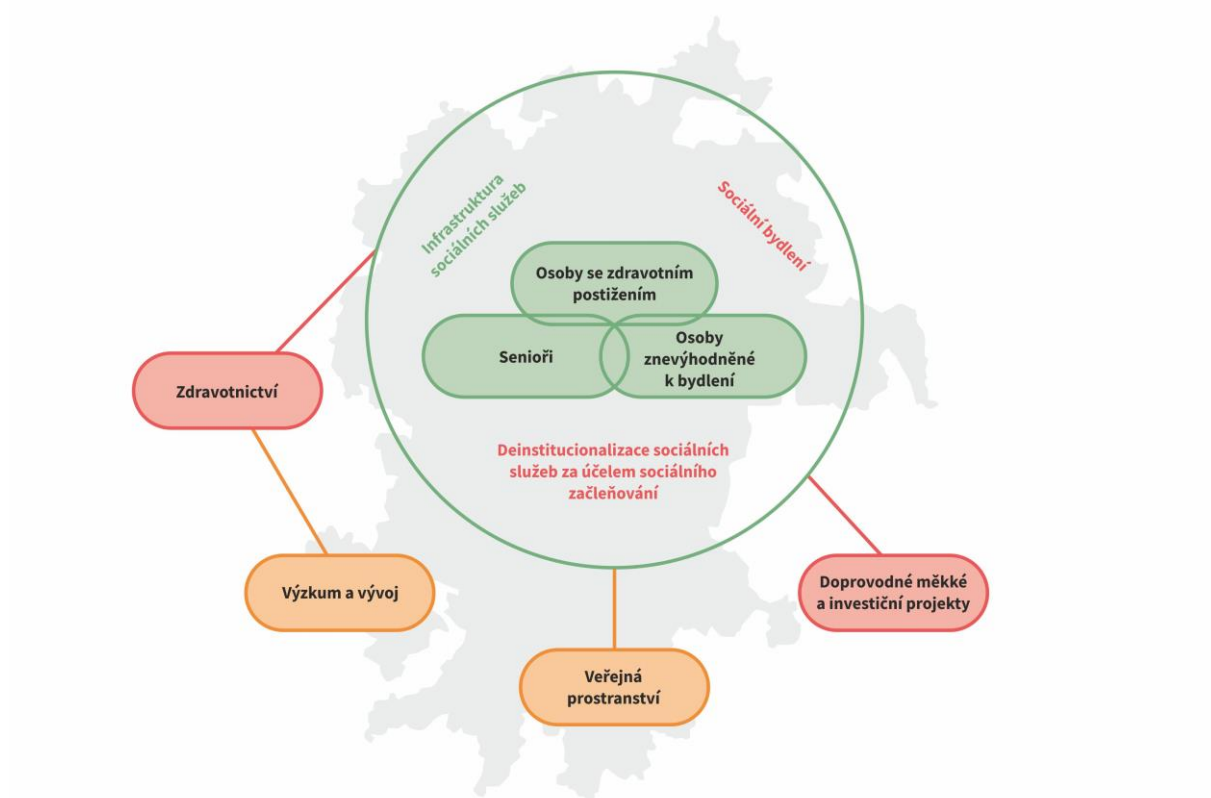 Infrastruktura
sociálních služeb
Sociální bydlení
Osoby se zdravotním
postižením
Senioři
Osoby
znevýhodněné
k bydlení
Zdravotnictví
Deinstitucionalizace sociálních
služeb za účelem sociálního
začleňování
Výzkum a vývoj
Doprovodné měkké
a investiční projekty
Veřejná
prostranství